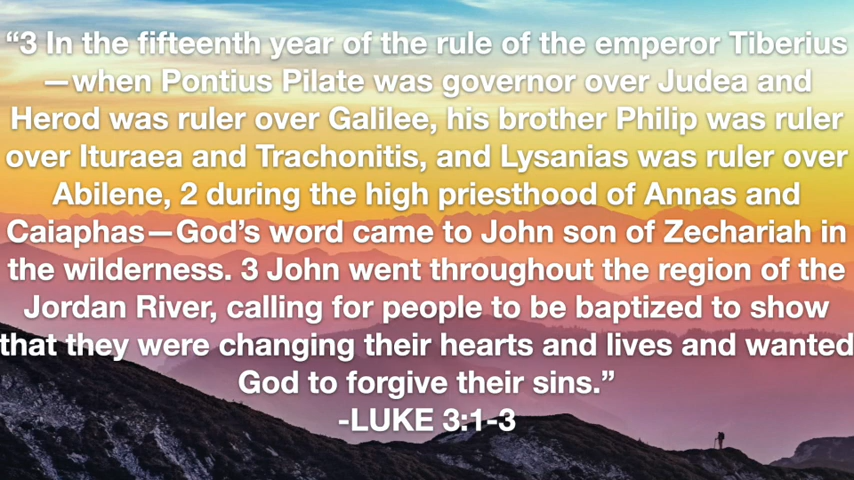 “3 In the fifteenth year of the rule of the emperor Tiberius
—when Pontius Pilate was governor over Judea and
Herod was ruler over Galilee, his brother Philip was ruler
over Ituraea and Trachonitis, and Lysanias was ruler over
Abilene, 2 during the high priesthood of Annas and
Caiaphas—God’s word came to John son of Zechariah in
the wilderness. 3 John went throughout the region of the
Jordan River, calling for people to be baptized to show
that they were changing their hearts and lives and wanted
God to forgive their sins.”
-LUKE 3:1-3